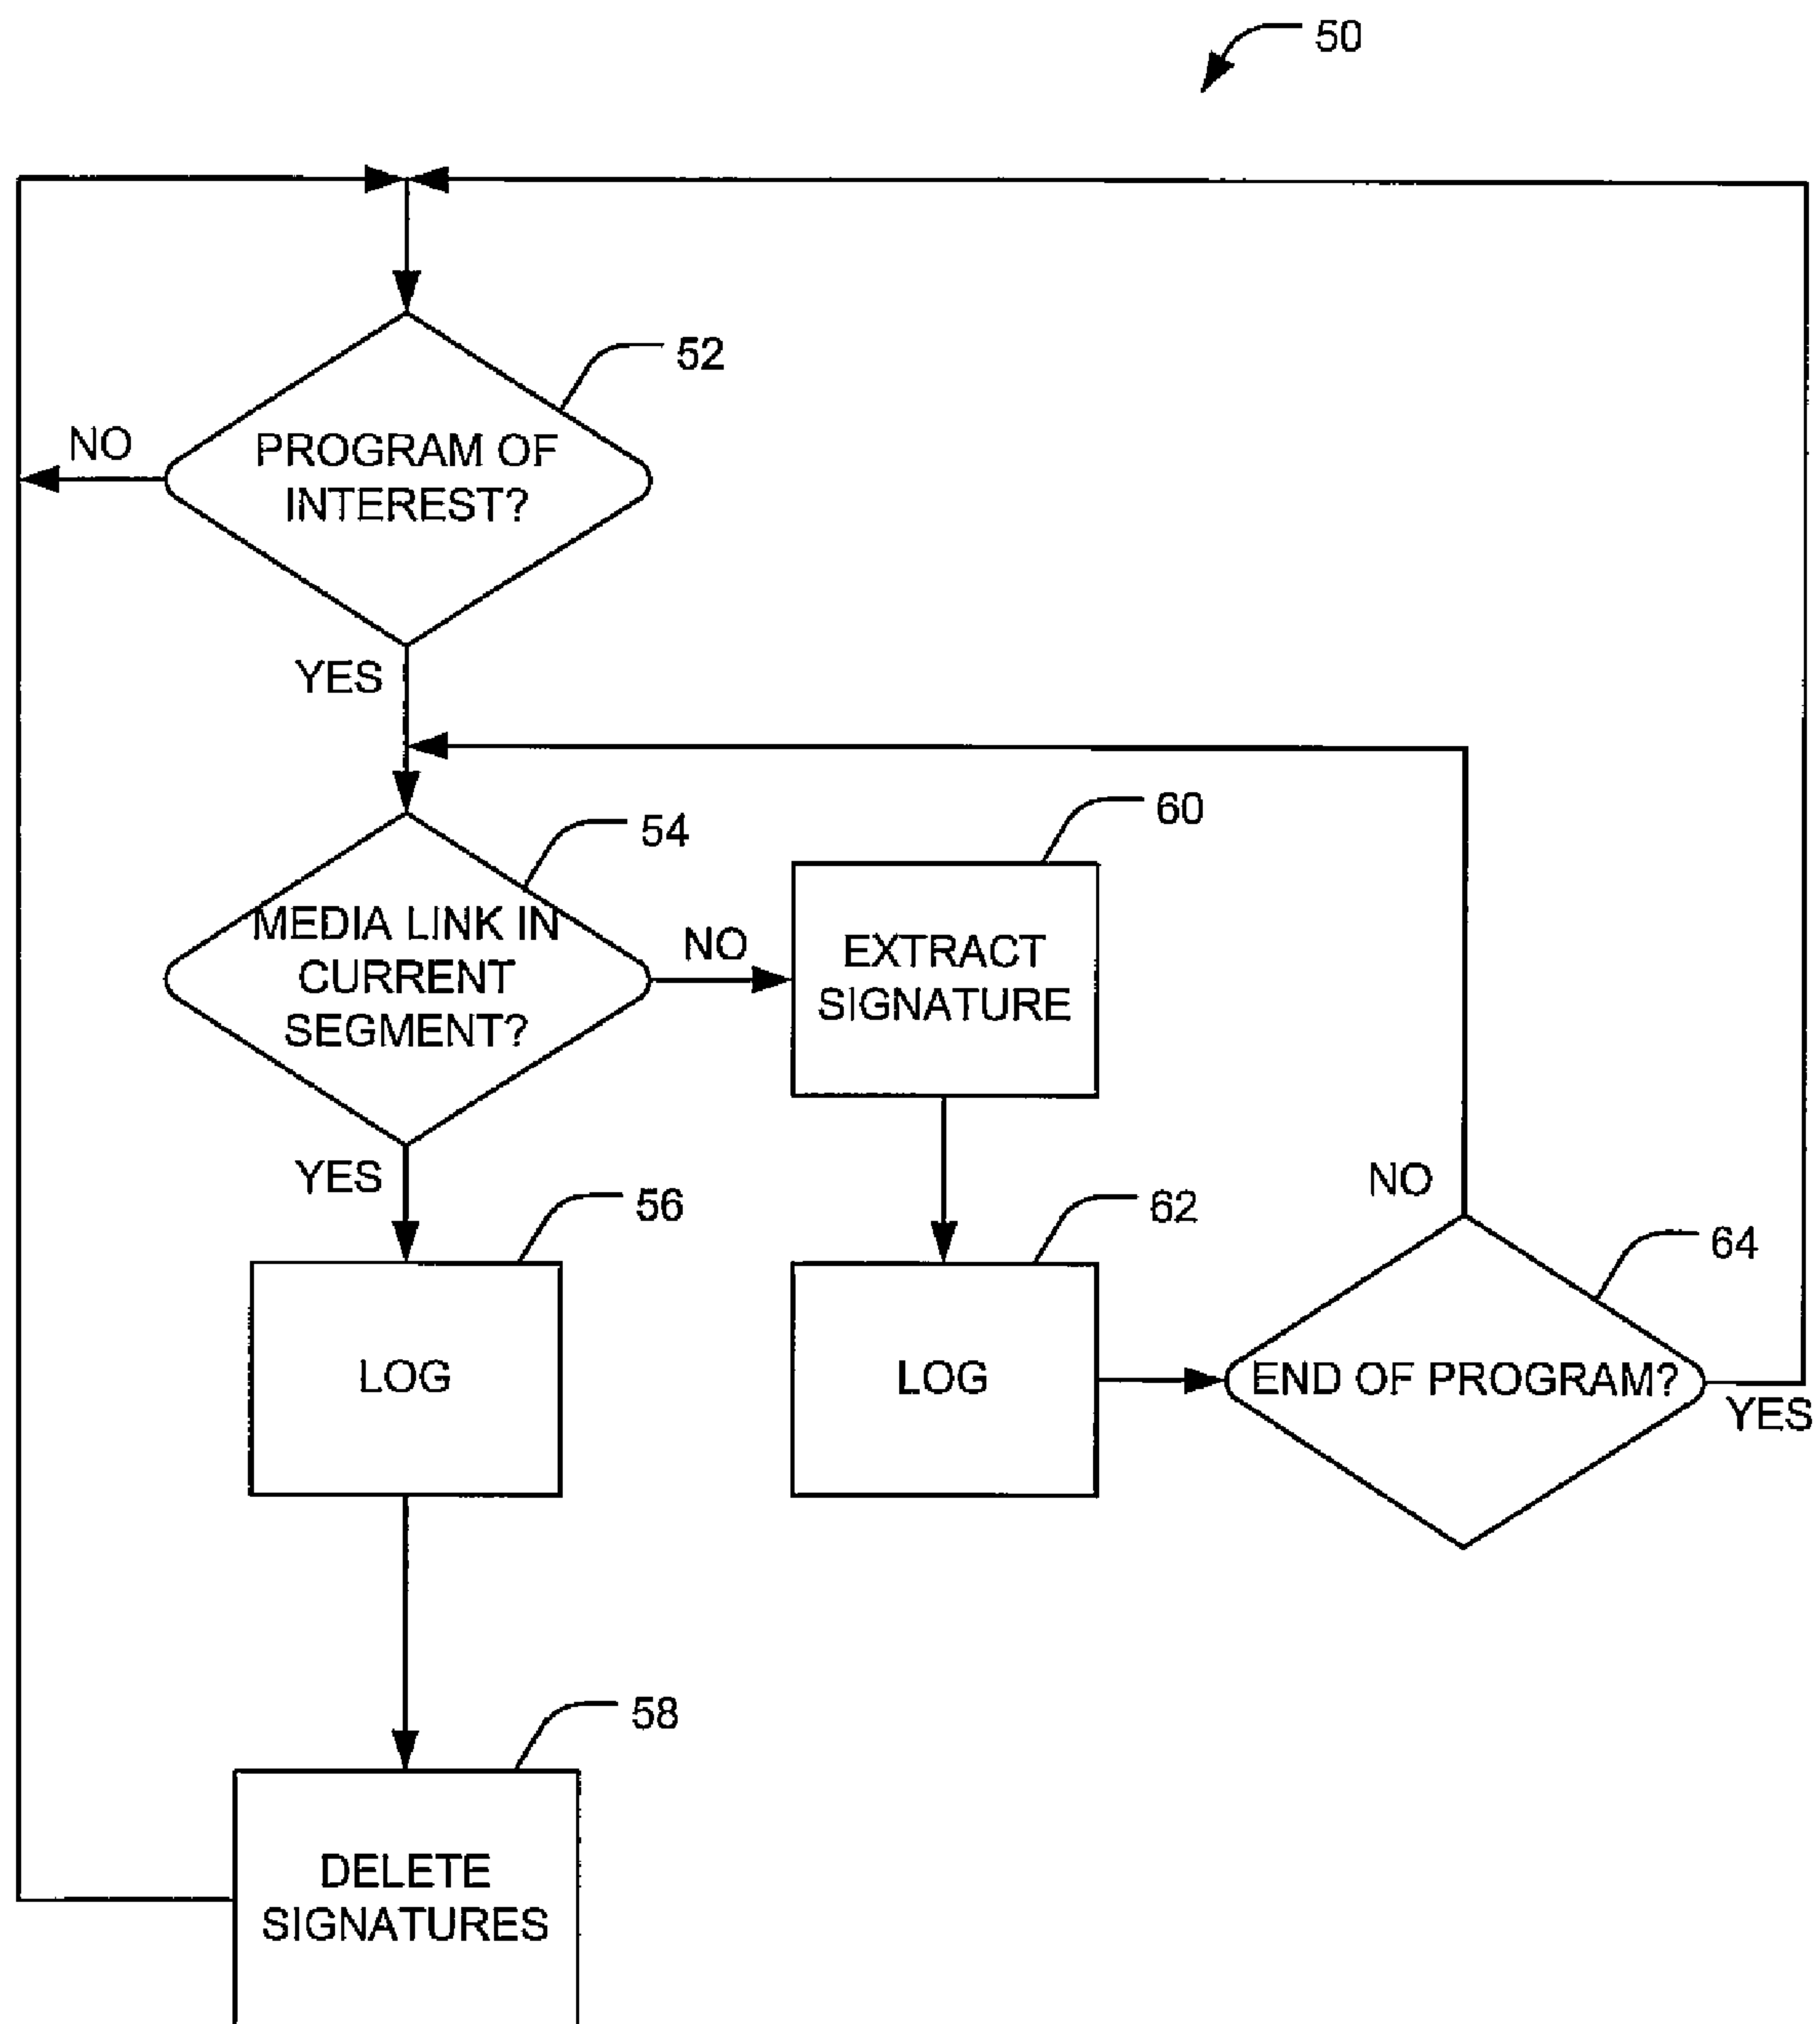 50
52
NO
PROGRAM OF
INTEREST?
YES
54
60
MEDIA LINK IN
CURRENT
SEGMENT?
NO
EXTRACT
SIGNATURE
YES
56
62
NO
64
LOG
LOG
END OF PROGRAM?
YES
58
DELETE
SIGNATURES